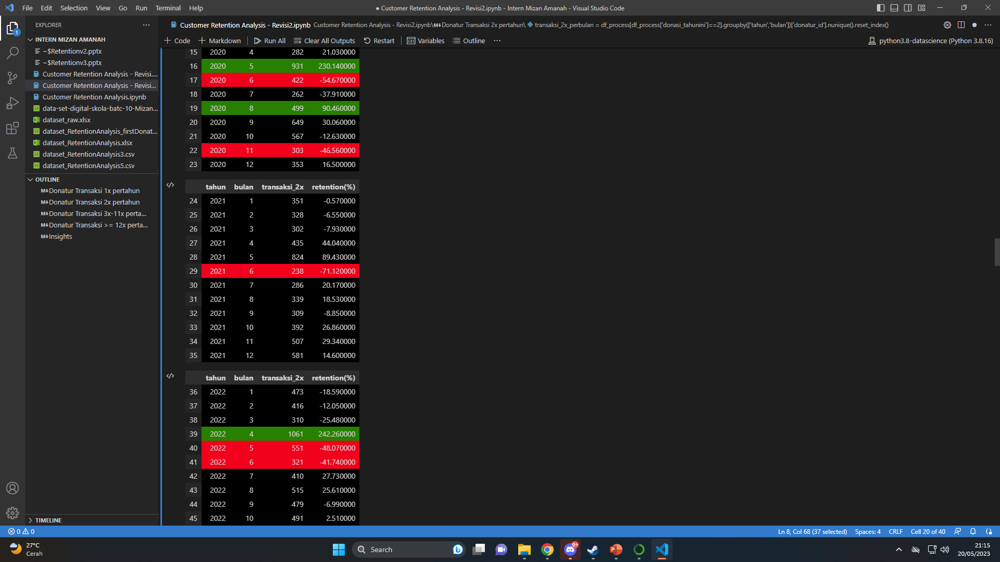 File Edit Selection View Go Run Terminal Help
● Customer Retention Analysis - Revisi2.ipynb - Intern Mizan Amanah - Visual Studio Code
EXPLORER
Customer Retention Analysis - Revisi2.ipynb Customer Retention Analysis - Revisi2.ipynb\M↓Donatur Transaksi 2x pertahun\ transaksi_2x_perbulan = df_process[df_process['donasi_tahunini']==2].groupby(['tahun','bulan'])['donatur_id'].nunique().reset_index()
1
INTERN MIZAN AMANAH
~$Retentionv2.pptx
~$Retentionv3.pptx
Customer Retention Analysis - Revisi....
Customer Retention Analysis - Revisi...
Customer Retention Analysis.ipynb
data-set-digital-skola-batc-10-Mizan...
dataset_raw.xlsx
dataset_RetentionAnalysis_firstDonat...
dataset_RetentionAnalysis.xlsx
dataset_RetentionAnalysis3.csv
dataset_RetentionAnalysis5.csv
OUTLINE
M↓Donatur Transaksi 1x pertahun
M↓Donatur Transaksi 2x pertahun
M↓Donatur Transaksi 3x-11x perta...
M↓Donatur Transaksi >= 12x perta...
M↓Insights
TIMELINE
+ Code + Markdown Run All Clear All Outputs Restart Variables Outline ...
python3.8-datascience (Python 3.8.16)
15 2020 4 282 21.030000
16 2020 5 931 230.140000
17 2020 6 422 -54.670000
18 2020 7 262 -37.910000
19 2020 8 499 90.460000
20 2020 9 649 30.060000
21 2020 10 567 -12.630000
22 2020 11 303 -46.560000
23 2020 12 353 16.500000
tahun bulan transaksi_2x retention(%)
24 2021 1 351 -0.570000
25 2021 2 328 -6.550000
26 2021 3 302 -7.930000
27 2021 4 435 44.040000
28 2021 5 824 89.430000
29 2021 6 238 -71.120000
30 2021 7 286 20.170000
31 2021 8 339 18.530000
32 2021 9 309 -8.850000
33 2021 10 392 26.860000
34 2021 11 507 29.340000
35 2021 12 581 14.600000
tahun bulan transaksi_2x retention(%)
36 2022 1 473 -18.590000
37 2022 2 416 -12.050000
38 2022 3 310 -25.480000
39 2022 4 1061 242.260000
40 2022 5 551 -48.070000
41 2022 6 321 -41.740000
42 2022 7 410 27.730000
43 2022 8 515 25.610000
44 2022 9 479 -6.990000
45 2022 10 491 2.510000
0 0
Ln 8, Col 68 (37 selected) Spaces: 4 CRLF Cell 20 of 40
27°C
Cerah
Search
9+
21:15
20/05/2023